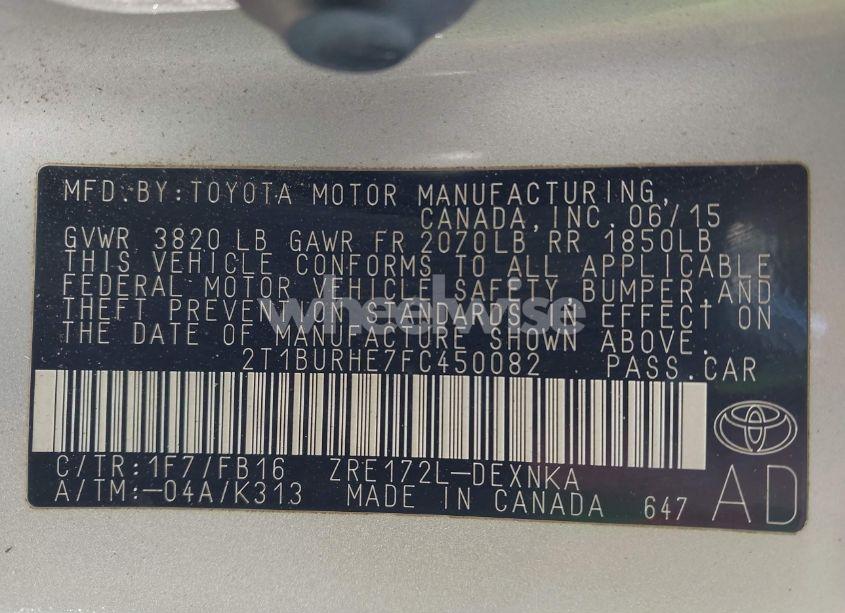 MFD.BY:TOYOTA MOTOR MANUFACTURING,
CANADA,INC. 06/15
GVWR 3820 LB GAWR FR 2070LB RR 1850LB
THIS VEHICLE CONFORMS TO ALL APPLICABLE
FEDERAL MOTOR VEHICLE SAFETY, BUMPER,AND
THEFT PREVENTION STANDARDS IN EFFECT ON
THE DATE OF MANUFACTURE SHOWN ABOVE.
2T1BURHE7FC450082 PASS.CAR
C/TR:1F7/FB16 ZRE172L-DEXNKA
A/TM:-04A/K313 MADE IN CANADA 647 AD
wheelwise